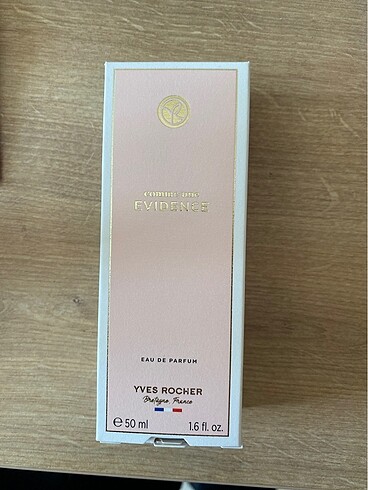 comme une
EVIDENCE
EAU DE PARFUM
YVES ROCHER
Bretagne, France
℮ 50 ml 1.6 fl. oz.